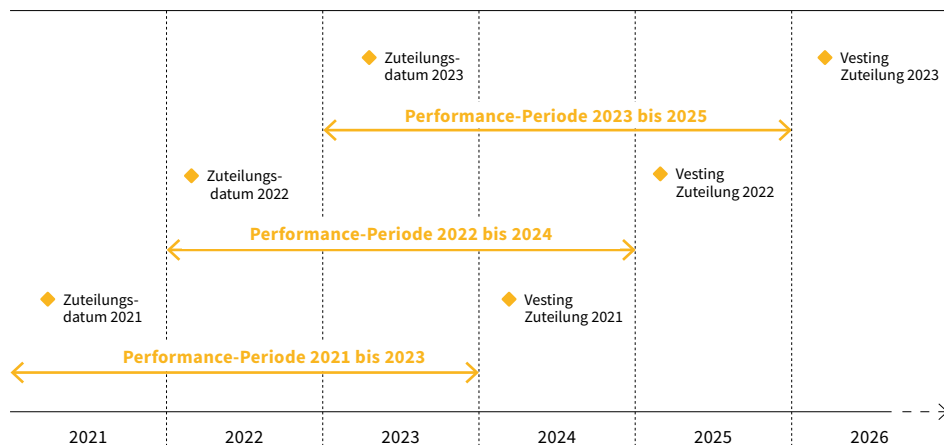 Zuteilungs-
datum 2023
Vesting
Zuteilung 2023
Performance-Periode 2023 bis 2025
Zuteilungs-
datum 2022
Vesting
Zuteilung 2022
Performance-Periode 2022 bis 2024
Zuteilungs-
datum 2021
Vesting
Zuteilung 2021
Performance-Periode 2021 bis 2023
2021 2022 2023 2024 2025 2026